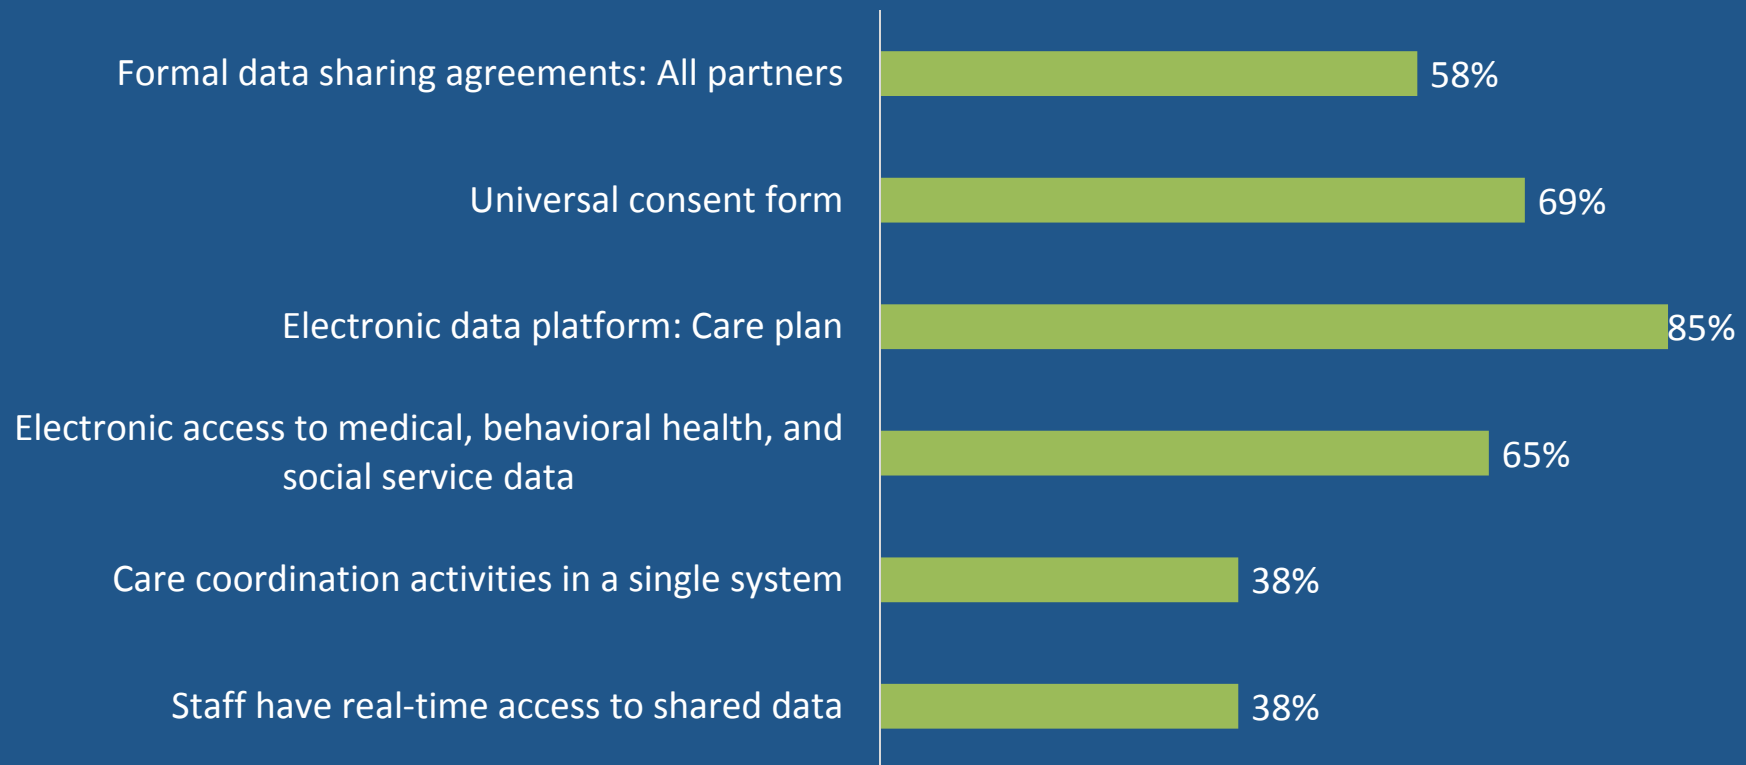 Formal data sharing agreements: All partners
58%
Universal consent form
69%
Electronic data platform: Care plan
85%
Electronic access to medical, behavioral health, and
social service data
65%
Care coordination activities in a single system
38%
Staff have real-time access to shared data
38%